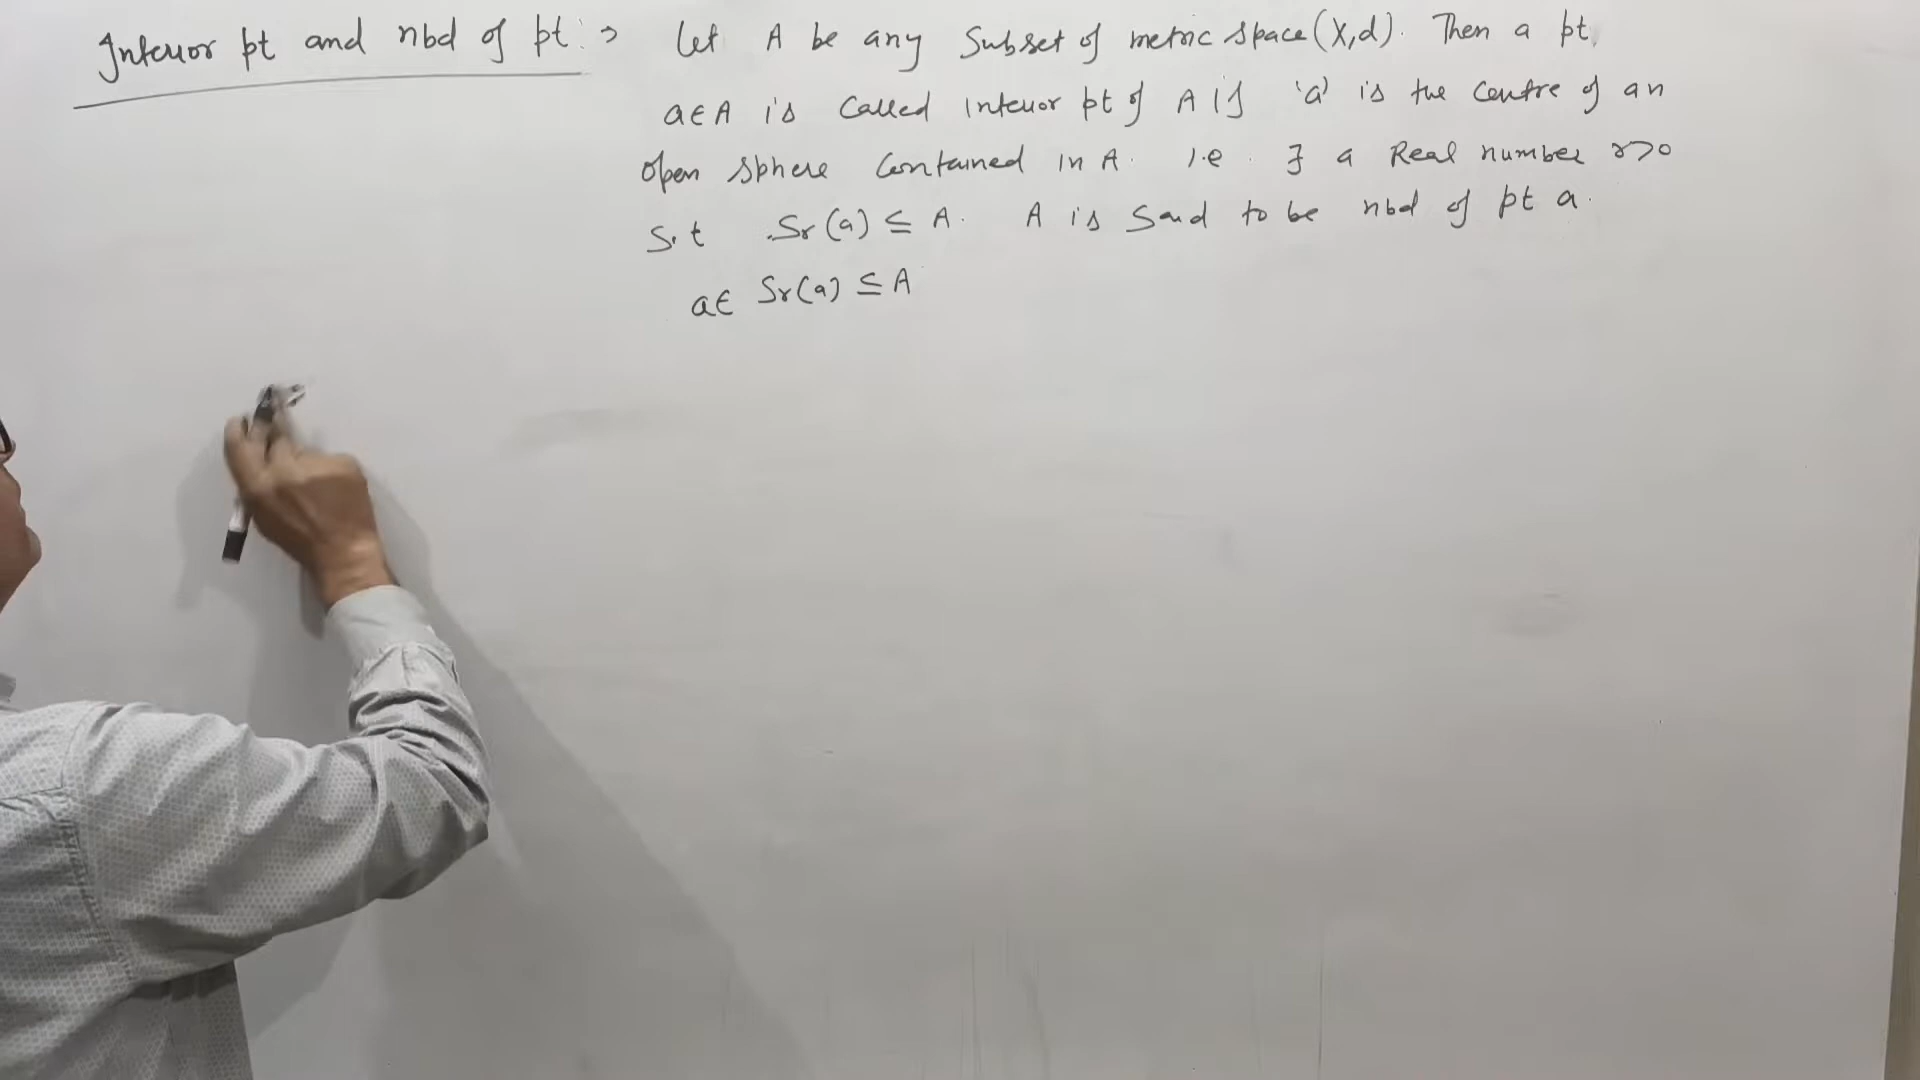 Interior pt and nbd of pt :→ Let A be any Subset of metric space (X,d). Then a pt.
a∈A is Called interior pt of A if 'a' is the centre of an
open sphere Contained in A. i.e. ∃ a Real number r>0
S.t Sr(a) ⊆ A. A is Said to be nbd of pt a.
a∈ Sr(a) ⊆ A